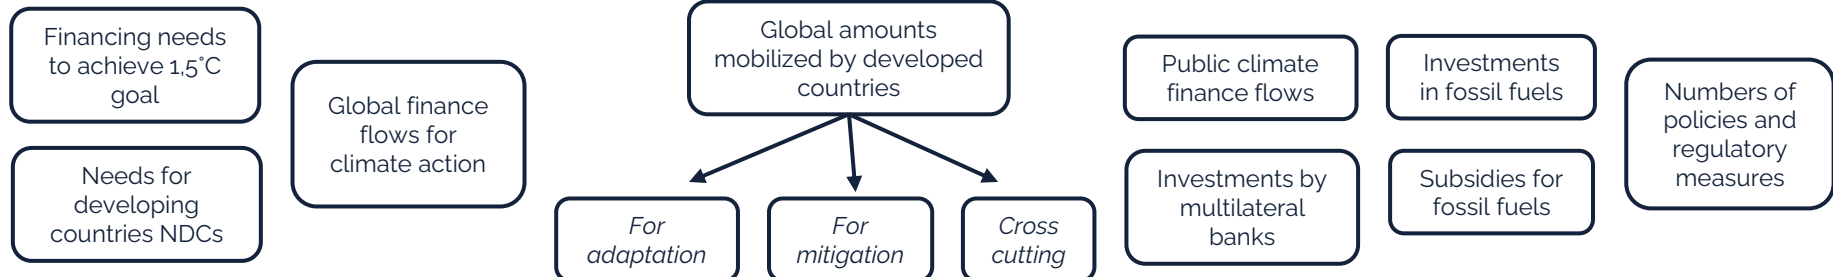 Financing needs
to achieve 1,5°C
goal
Needs for
developing
countries NDCs
Global finance
flows for
climate action
Global amounts
mobilized by developed
countries
For
adaptation
For
mitigation
Cross
cutting
Public climate
finance flows
Investments by
multilateral
banks
Investments
in fossil fuels
Subsidies for
fossil fuels
Numbers of
policies and
regulatory
measures